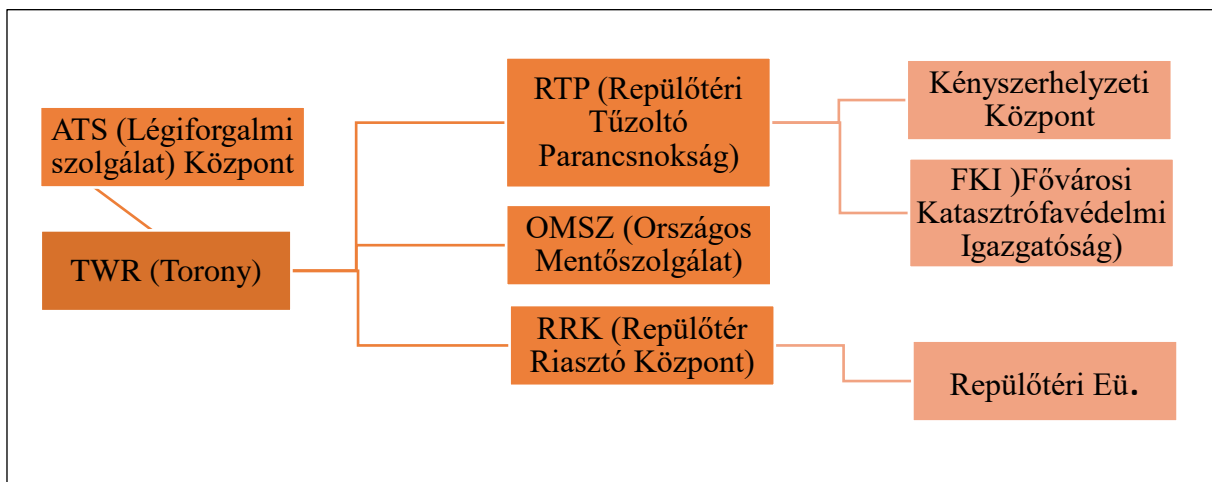 ATS (Légiforgalmi
szolgálat) Központ
TWR (Torony)
RTP (Repülőtéri
Tűzoltó
Parancsnokság)
OMSZ (Országos
Mentőszolgálat)
RRK (Repülőtér
Riasztó Központ)
Kényszerhelyzeti
Központ
FKI )Fővárosi
Katasztrófavédelmi
Igazgatóság)
Repülőtéri Eü.